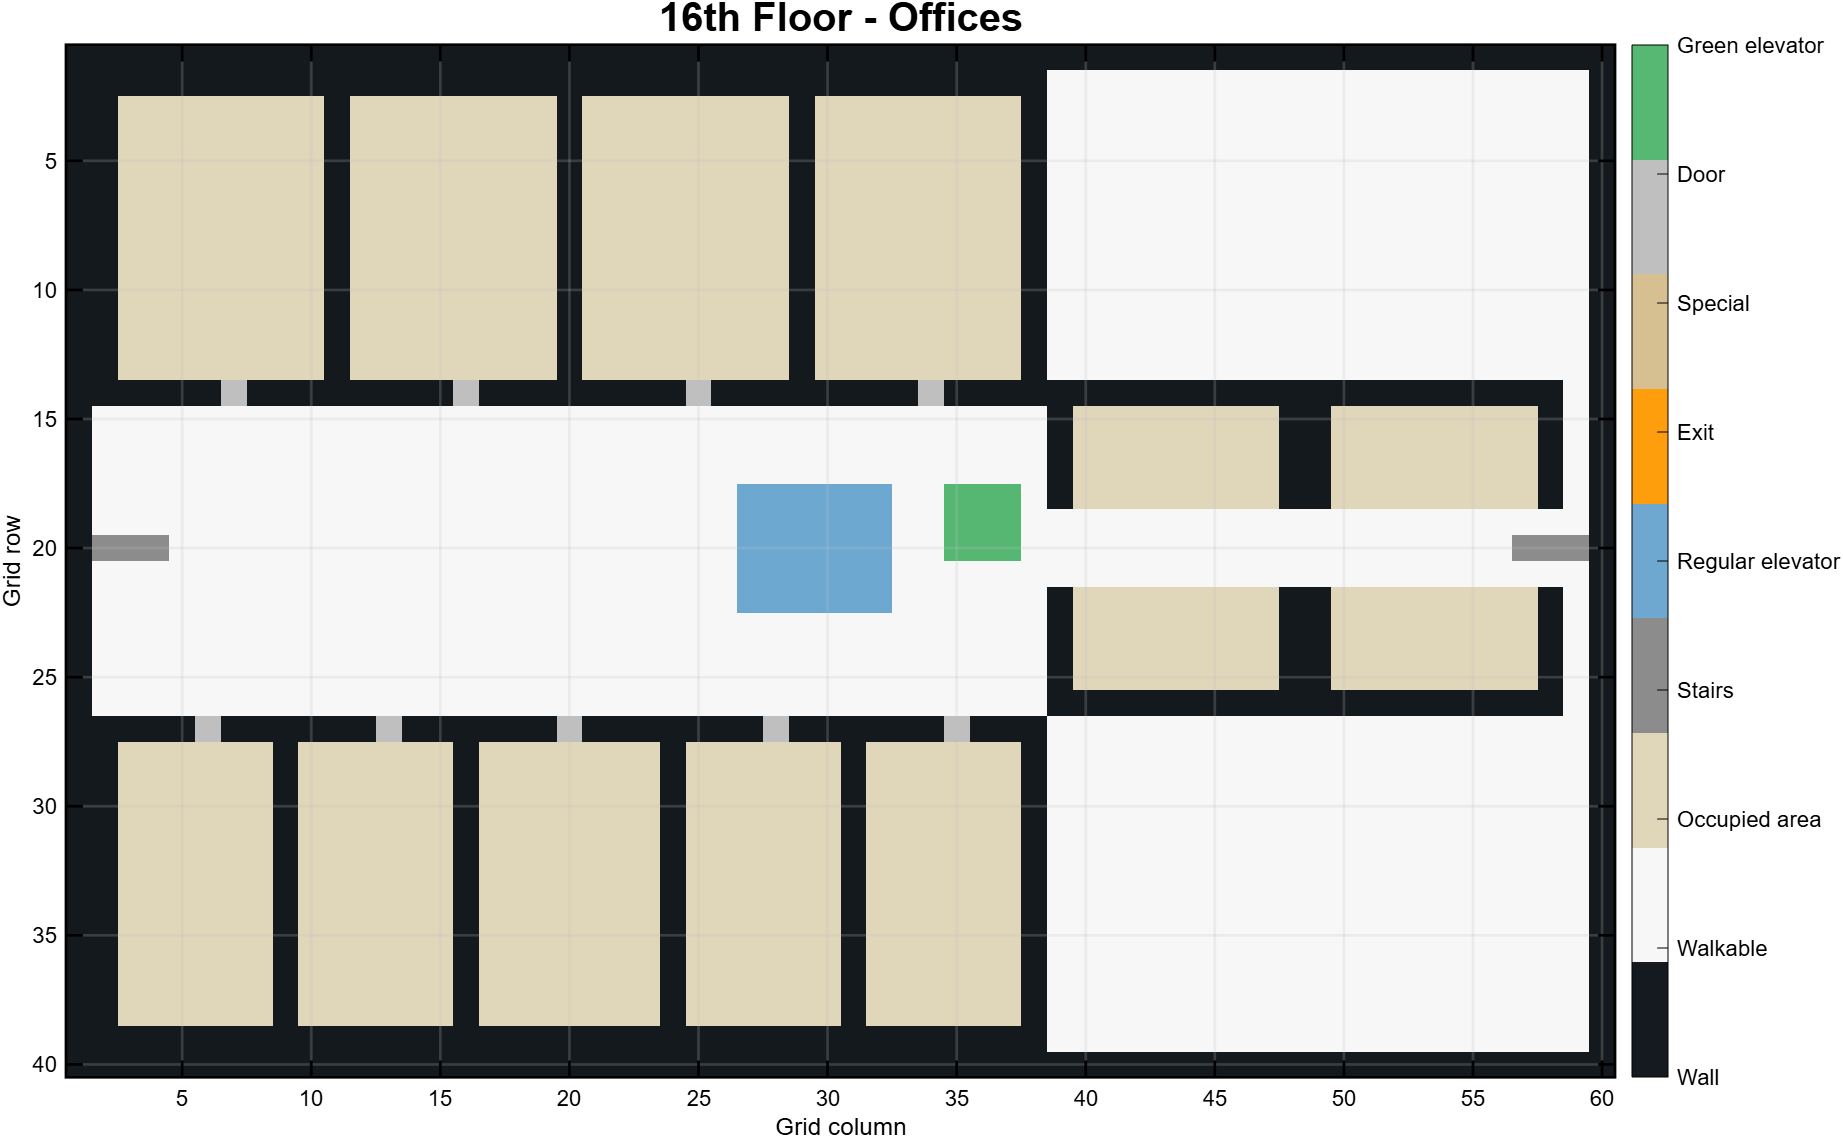 16th Floor - Offices
Grid row
5
10
15
20
25
30
35
40
5
10
15
20
25
30
35
40
45
50
55
60
Grid column
Green elevator
Door
Special
Exit
Regular elevator
Stairs
Occupied area
Walkable
Wall